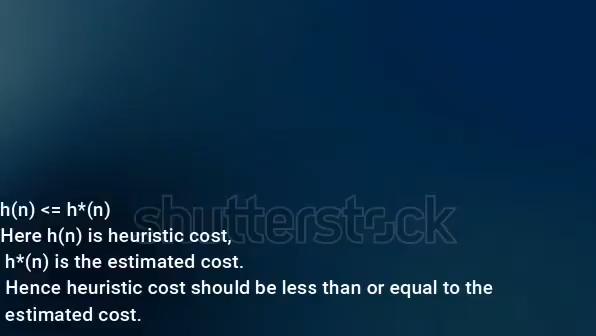 h(n) <= h*(n)
Here h(n) is heuristic cost,
h*(n) is the estimated cost.
Hence heuristic cost should be less than or equal to the
estimated cost.
shutterstock